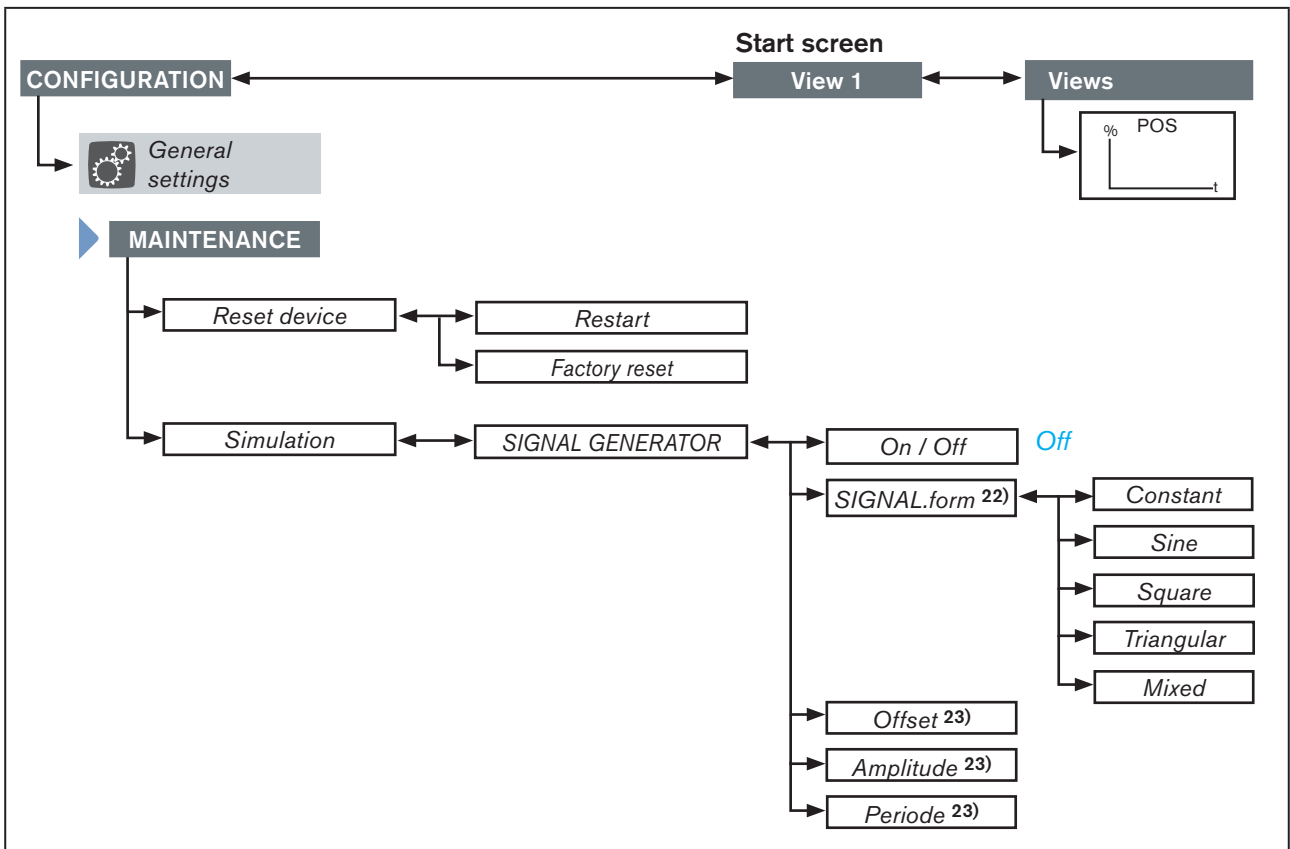 Start screen
CONFIGURATION
View 1
Views
General
settings
% POS
t
MAINTENANCE
Reset device
Restart
Factory reset
Simulation
SIGNAL GENERATOR
On / Off
Off
SIGNAL.form 22)
Constant
Sine
Square
Triangular
Mixed
Offset 23)
Amplitude 23)
Periode 23)